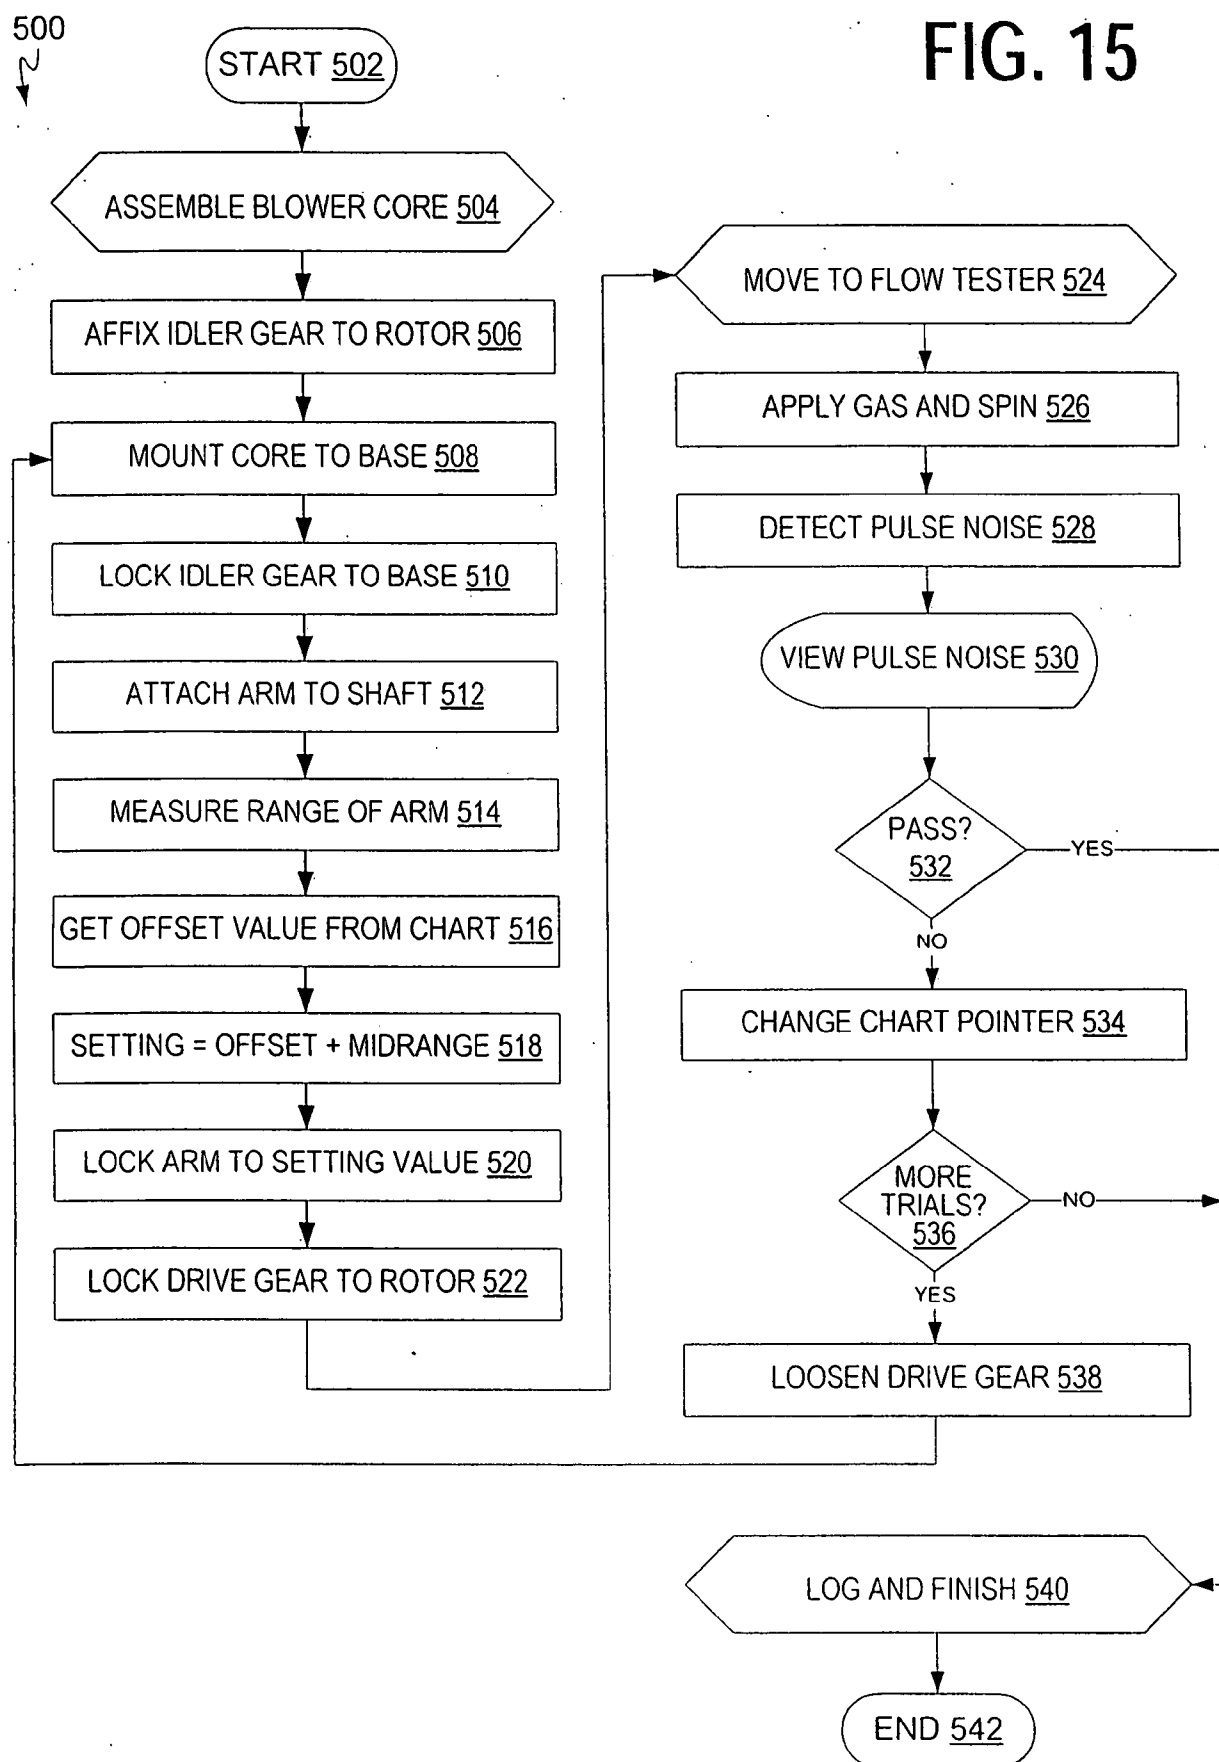 500
FIG. 15
START 502
ASSEMBLE BLOWER CORE 504
AFFIX IDLER GEAR TO ROTOR 506
MOUNT CORE TO BASE 508
LOCK IDLER GEAR TO BASE 510
ATTACH ARM TO SHAFT 512
MEASURE RANGE OF ARM 514
GET OFFSET VALUE FROM CHART 516
SETTING = OFFSET + MIDRANGE 518
LOCK ARM TO SETTING VALUE 520
LOCK DRIVE GEAR TO ROTOR 522
MOVE TO FLOW TESTER 524
APPLY GAS AND SPIN 526
DETECT PULSE NOISE 528
VIEW PULSE NOISE 530
PASS?
532
YES
NO
CHANGE CHART POINTER 534
MORE
TRIALS?
536
NO
YES
LOOSEN DRIVE GEAR 538
LOG AND FINISH 540
END 542